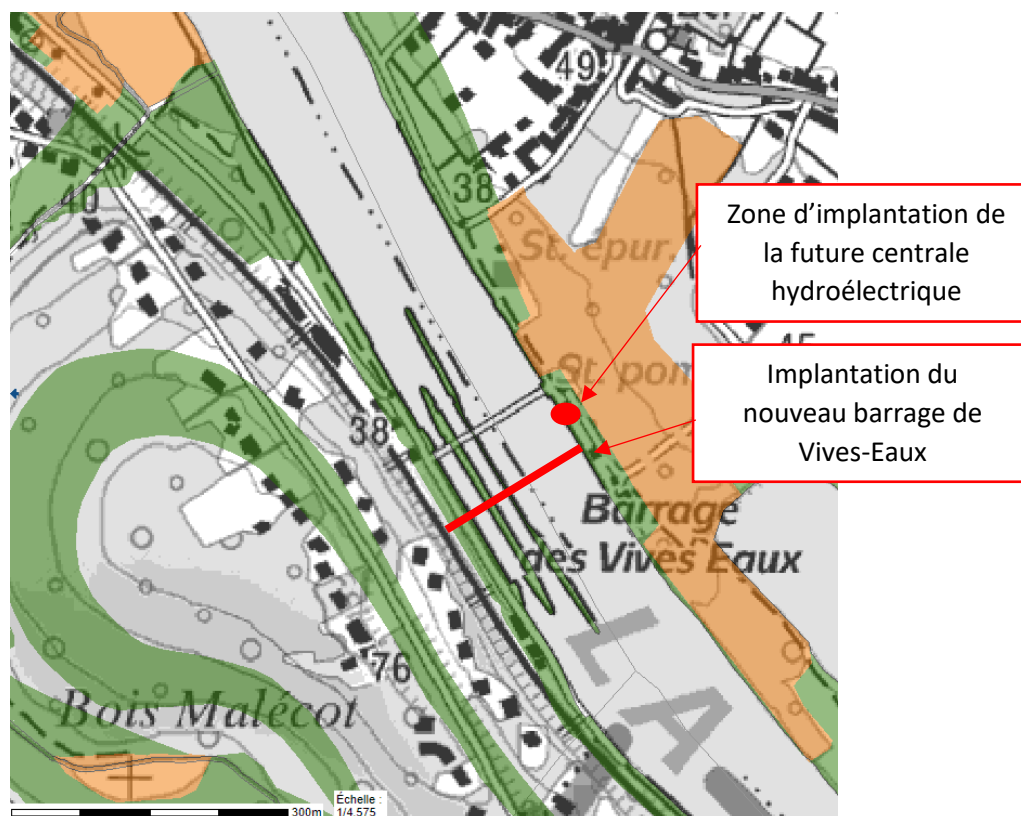 49
38
40
St. épur.
Zone d’implantation de
la future centrale
hydroélectrique
45
St. pom
Implantation du
nouveau barrage de
Vives-Eaux
38
Barrage
des Vives Eaux
76
Bois Malécot
L A
Échelle :
300m 1/4 575